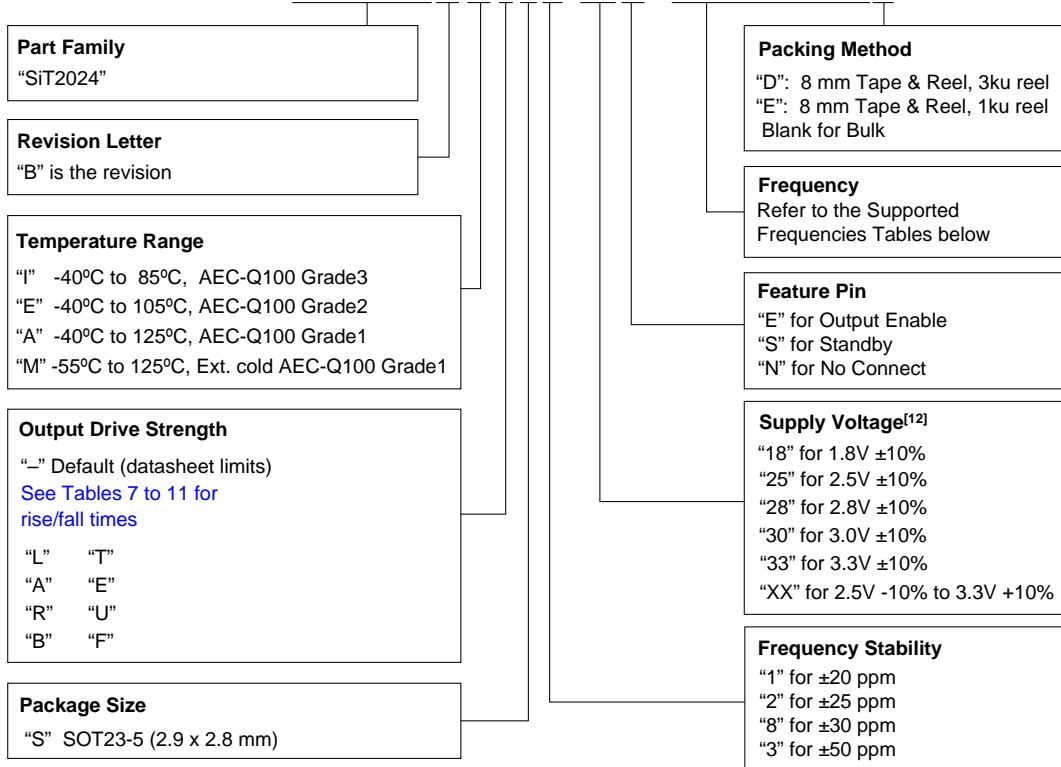 Part Family
“SiT2024”
Revision Letter
“B” is the revision
Temperature Range
“I” -40ºC to 85ºC, AEC-Q100 Grade3
“E” -40ºC to 105ºC, AEC-Q100 Grade2
“A” -40ºC to 125ºC, AEC-Q100 Grade1
“M” -55ºC to 125ºC, Ext. cold AEC-Q100 Grade1
Output Drive Strength
“–” Default (datasheet limits)
See Tables 7 to 11 for
rise/fall times
“L” “T”
“A” “E”
“R” “U”
“B” “F”
Package Size
“S” SOT23-5 (2.9 x 2.8 mm)
Packing Method
“D”: 8 mm Tape & Reel, 3ku reel
“E”: 8 mm Tape & Reel, 1ku reel
Blank for Bulk
Frequency
Refer to the Supported
Frequencies Tables below
Feature Pin
“E” for Output Enable
“S” for Standby
“N” for No Connect
Supply Voltage[12]
“18” for 1.8V ±10%
“25” for 2.5V ±10%
“28” for 2.8V ±10%
“30” for 3.0V ±10%
“33” for 3.3V ±10%
“XX” for 2.5V -10% to 3.3V +10%
Frequency Stability
“1” for ±20 ppm
“2” for ±25 ppm
“8” for ±30 ppm
“3” for ±50 ppm